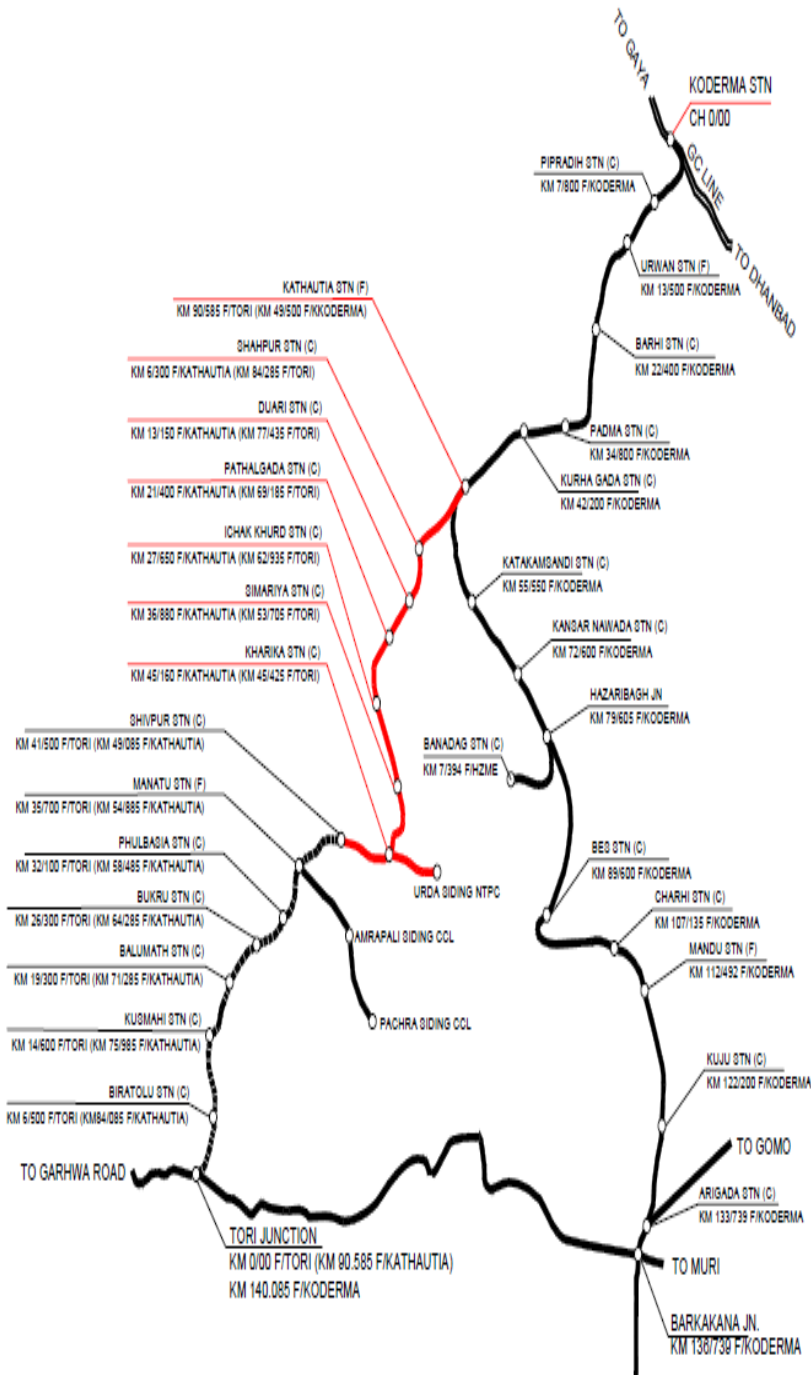 TO GAYA
KODERMA STN
CH 0/00
GC LINE
TO DHANBAD
PIPRADIH STN (C)
KM 7/800 F/KODERMA
URWAN STN (F)
KM 13/500 F/KODERMA
BARHI STN (C)
KM 22/400 F/KODERMA
PADMA STN (C)
KM 34/800 F/KODERMA
KURHA GADA STN (C)
KM 42/200 F/KODERMA
KATHAUTIA STN (F)
KM 90/585 F/TORI (KM 49/500 F/KKODERMA)
SHAHPUR STN (C)
KM 6/300 F/KATHAUTIA (KM 84/285 F/TORI)
DUARI STN (C)
KM 13/150 F/KATHAUTIA (KM 77/435 F/TORI)
PATHALGADA STN (C)
KM 21/400 F/KATHAUTIA (KM 69/185 F/TORI)
ICHAK KHURD STN (C)
KM 27/650 F/KATHAUTIA (KM 62/935 F/TORI)
SIMARIYA STN (C)
KM 36/880 F/KATHAUTIA (KM 53/705 F/TORI)
KHARIKA STN (C)
KM 45/160 F/KATHAUTIA (KM 45/425 F/TORI)
SHIVPUR STN (C)
KM 41/500 F/TORI (KM 49/085 F/KATHAUTIA)
MANATU STN (F)
KM 35/700 F/TORI (KM 54/885 F/KATHAUTIA)
PHULBASIA STN (C)
KM 32/100 F/TORI (KM 58/485 F/KATHAUTIA)
BUKRU STN (C)
KM 26/300 F/TORI (KM 64/285 F/KATHAUTIA)
BALUMATH STN (C)
KM 19/300 F/TORI (KM 71/285 F/KATHAUTIA)
KUSMAHI STN (C)
KM 14/600 F/TORI (KM 75/985 F/KATHAUTIA)
BIRATOLU STN (C)
KM 6/500 F/TORI (KM84/085 F/KATHAUTIA)
KATAKAMSANDI STN (C)
KM 55/550 F/KODERMA
KANSAR NAWADA STN (C)
KM 72/600 F/KODERMA
HAZARIBAGH JN
KM 79/605 F/KODERMA
BANADAG STN (C)
KM 7/394 F/HZME
BES STN (C)
KM 89/600 F/KODERMA
CHARHI STN (C)
KM 107/135 F/KODERMA
MANDU STN (F)
KM 112/492 F/KODERMA
KUJU STN (C)
KM 122/200 F/KODERMA
URDA SIDING NTPC
AMRAPALI SIDING CCL
PACHRA SIDING CCL
TO GOMO
ARIGADA STN (C)
KM 133/739 F/KODERMA
TO MURI
BARKAKANA JN.
KM 136/739 F/KODERMA
TO GARHWA ROAD
TORI JUNCTION
KM 0/00 F/TORI (KM 90.585 F/KATHAUTIA)
KM 140.085 F/KODERMA